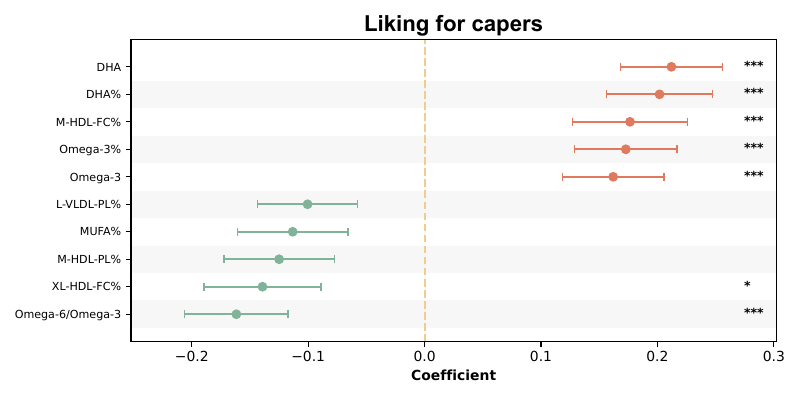 Liking for capers
DHA ***
DHA% ***
M-HDL-FC% ***
Omega-3% ***
Omega-3 ***
L-VLDL-PL%
MUFA%
M-HDL-PL%
XL-HDL-FC% *
Omega-6/Omega-3 ***
−0.2 −0.1 0.0 0.1 0.2 0.3
Coefficient